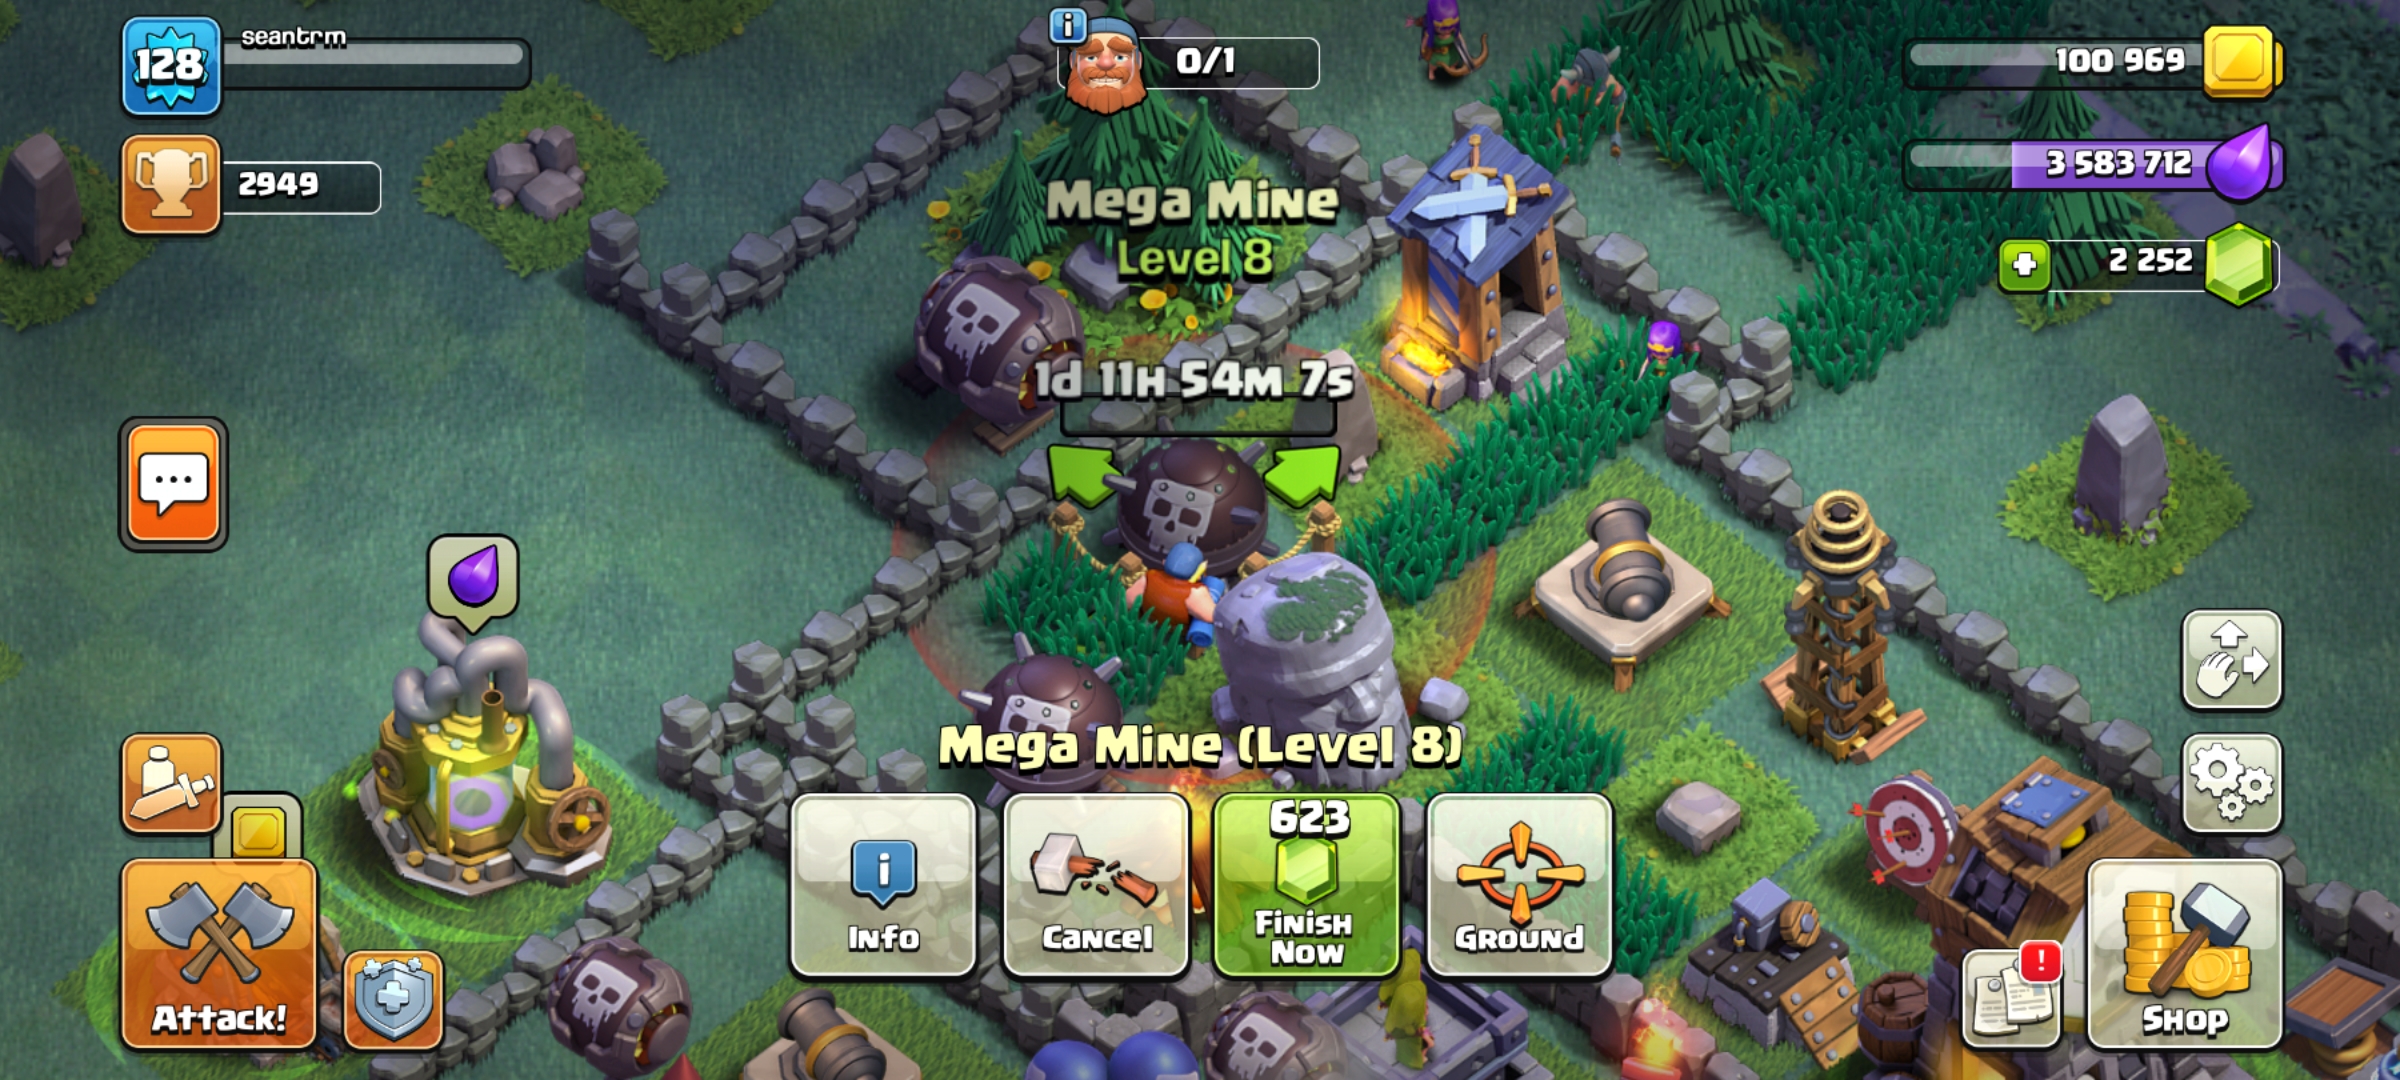 128
seantrm
0/1
100 969
2949
3 583 712
2 252
Mega Mine
Level 8
1d 11H 54M 7s
Mega Mine (Level 8)
Info
Cancel
623
Finish
Now
Ground
Attack!
!
Shop